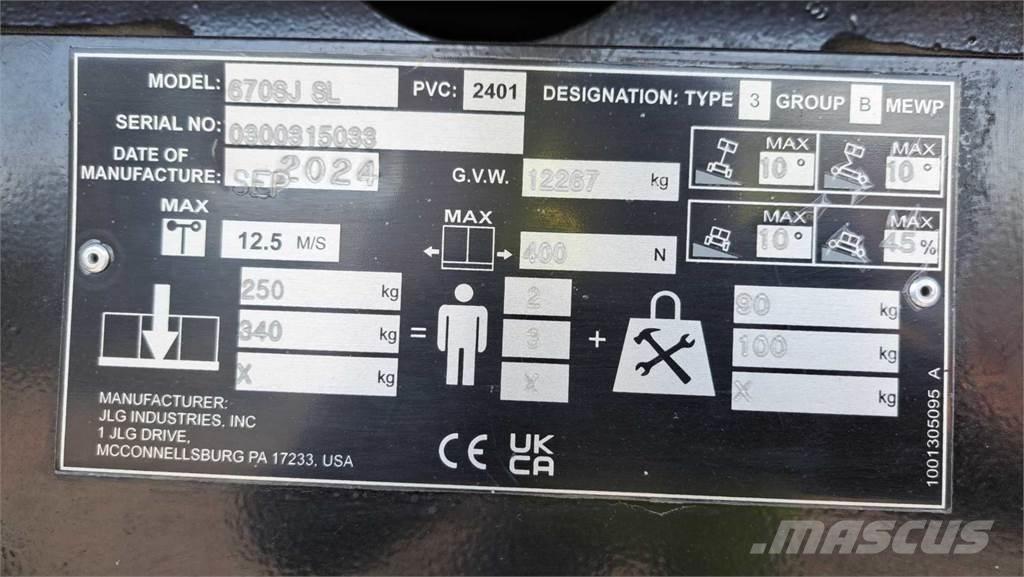 MODEL: 670SJ SL PVC: 2401 DESIGNATION: TYPE 3 GROUP B MEWP
SERIAL NO: 0300315033
DATE OF MANUFACTURE: SEP 2024 G.V.W. 12267 kg
MAX 10° MAX 10°
MAX 10° MAX 45%
MAX 12.5 M/S MAX 400 N
250 kg = 2 + 90 kg
340 kg 3 100 kg
X kg X X kg
MANUFACTURER:
JLG INDUSTRIES, INC
1 JLG DRIVE,
MCCONNELLSBURG PA 17233, USA
CE UK CA
1001305095 A
MASCUS